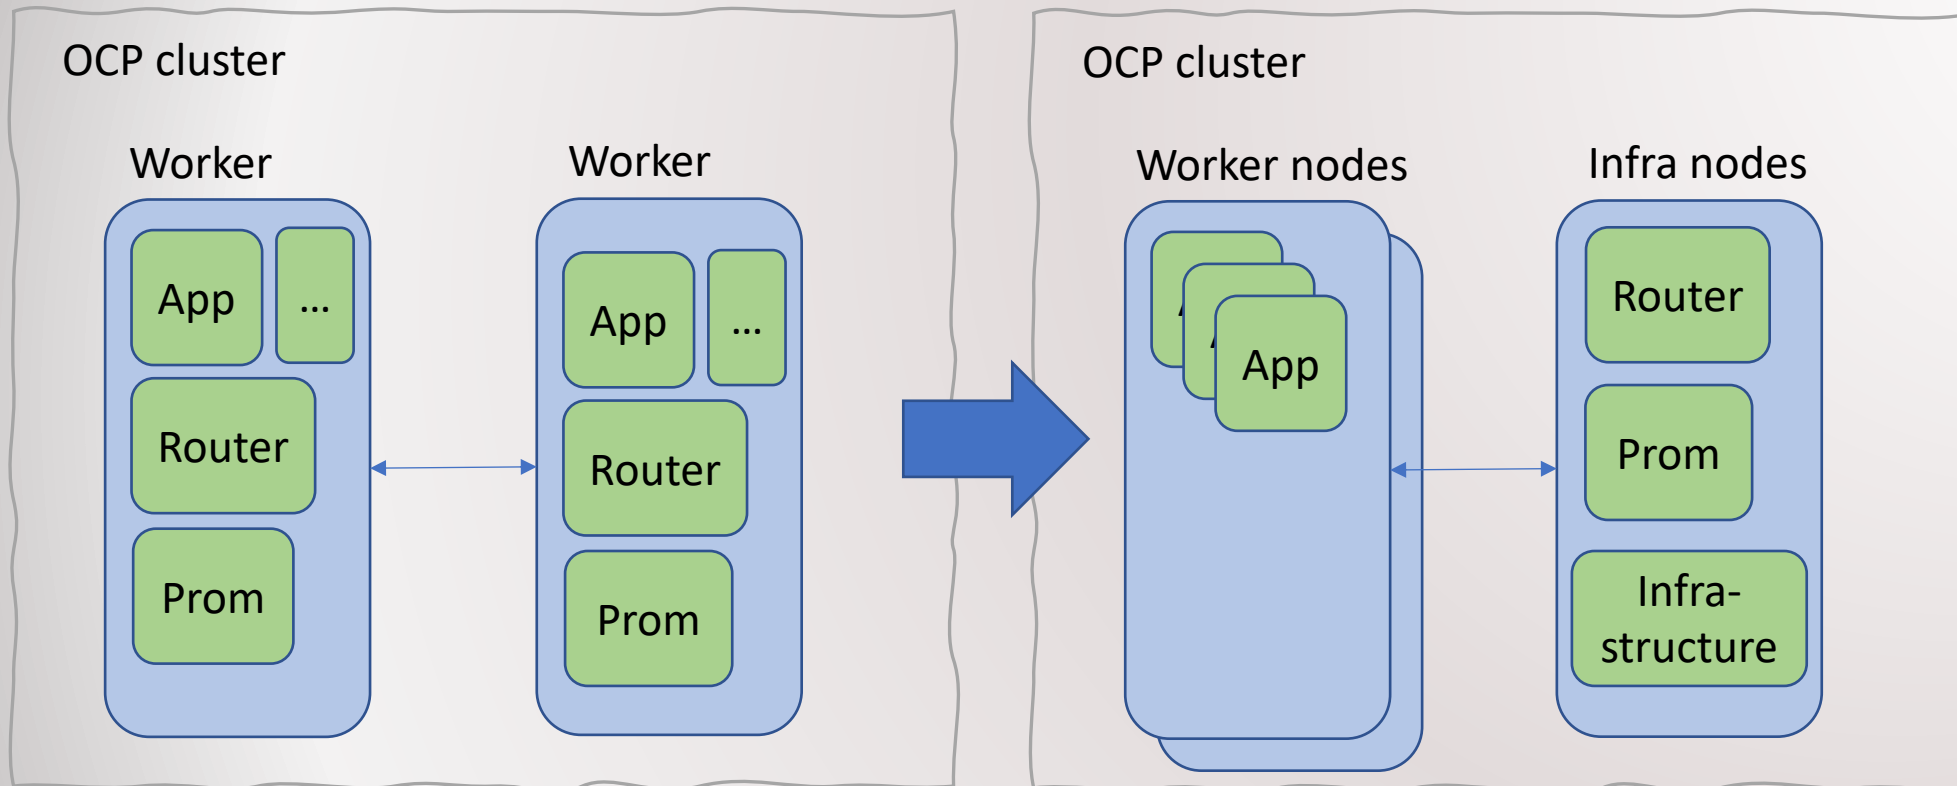 OCP cluster
Worker
App
...
Router
Prom
Worker
App
...
Router
Prom
OCP cluster
Worker nodes
App
Infra nodes
Router
Prom
Infra-
structure